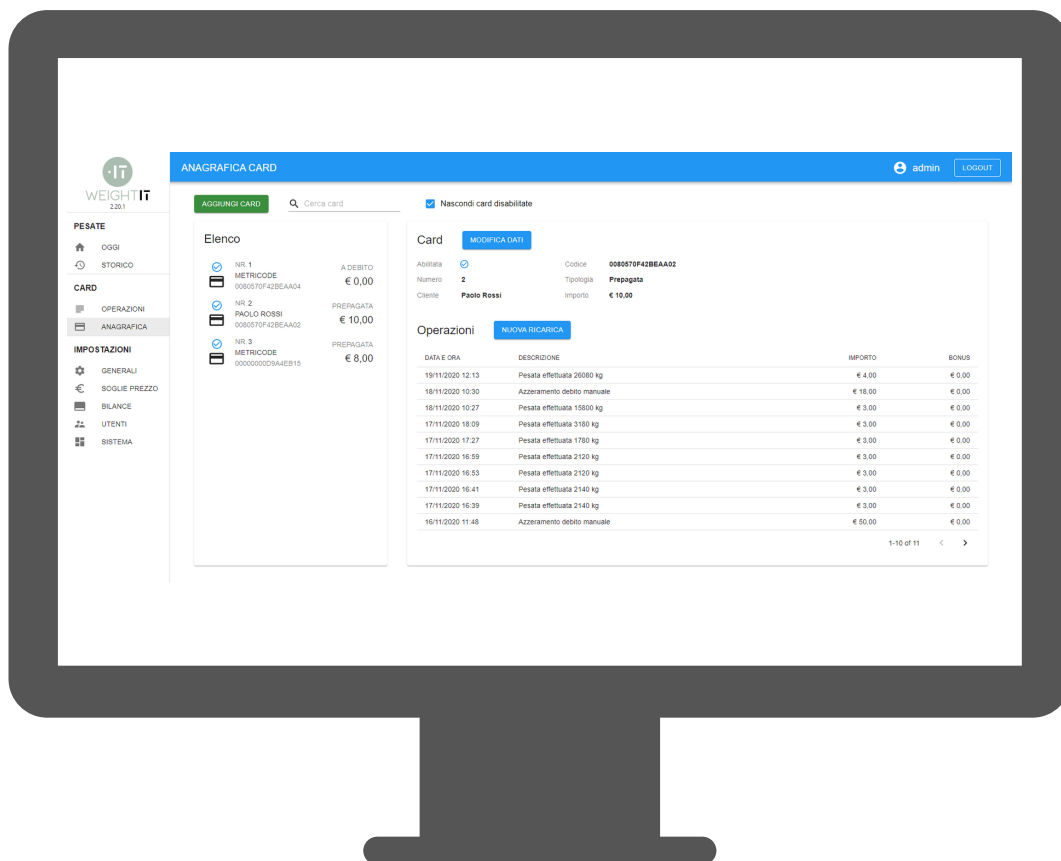 WEIGHTIT
2.20.1
PESATE
OGGI
STORICO
CARD
OPERAZIONI
ANAGRAFICA
IMPOSTAZIONI
GENERALI
SOGLIE PREZZO
BILANCE
UTENTI
SISTEMA
ANAGRAFICA CARD
admin
LOGOUT
AGGIUNGI CARD
Cerca card
Nascondi card disabilitate
Elenco
NR. 1
METRICODE
0080570F42BEAA04
A DEBITO
€ 0,00
NR. 2
PAOLO ROSSI
0080570F42BEAA02
PREPAGATA
€ 10,00
NR. 3
METRICODE
00000000D9A4EB15
PREPAGATA
€ 8,00
Card MODIFICA DATI
Abilitata Codice 0080570F42BEAA02
Numero 2 Tipologia Prepagata
Cliente Paolo Rossi Importo € 10,00
Operazioni NUOVA RICARICA
DATA E ORA DESCRIZIONE IMPORTO BONUS
19/11/2020 12:13 Pesata effettuata 26080 kg € 4,00 € 0,00
18/11/2020 10:30 Azzeramento debito manuale € 18,00 € 0,00
18/11/2020 10:27 Pesata effettuata 15800 kg € 3,00 € 0,00
17/11/2020 18:09 Pesata effettuata 3180 kg € 3,00 € 0,00
17/11/2020 17:27 Pesata effettuata 1780 kg € 3,00 € 0,00
17/11/2020 16:59 Pesata effettuata 2120 kg € 3,00 € 0,00
17/11/2020 16:53 Pesata effettuata 2120 kg € 3,00 € 0,00
17/11/2020 16:41 Pesata effettuata 2140 kg € 3,00 € 0,00
17/11/2020 16:39 Pesata effettuata 2140 kg € 3,00 € 0,00
16/11/2020 11:48 Azzeramento debito manuale € 50,00 € 0,00
1-10 of 11